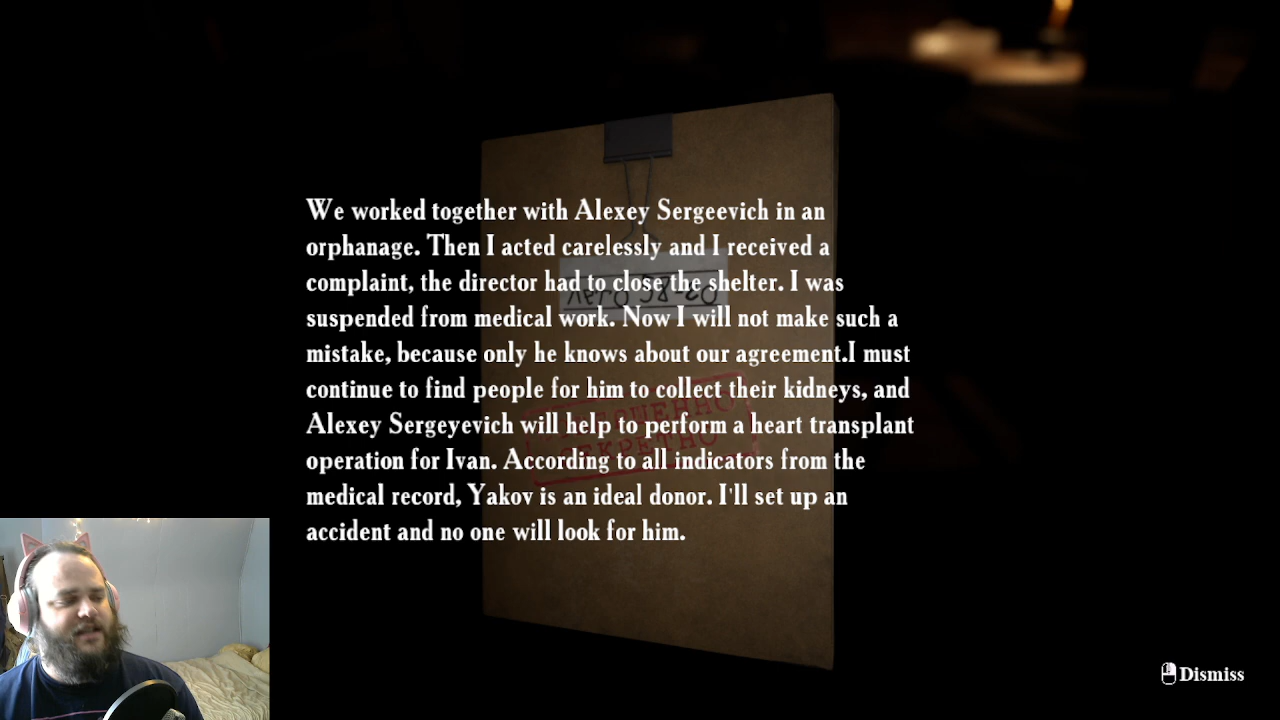 We worked together with Alexey Sergeevich in an
orphanage. Then I acted carelessly and I received a
complaint, the director had to close the shelter. I was
suspended from medical work. Now I will not make such a
mistake, because only he knows about our agreement.I must
continue to find people for him to collect their kidneys, and
Alexey Sergeyevich will help to perform a heart transplant
operation for Ivan. According to all indicators from the
medical record, Yakov is an ideal donor. I'll set up an
accident and no one will look for him.
Dismiss